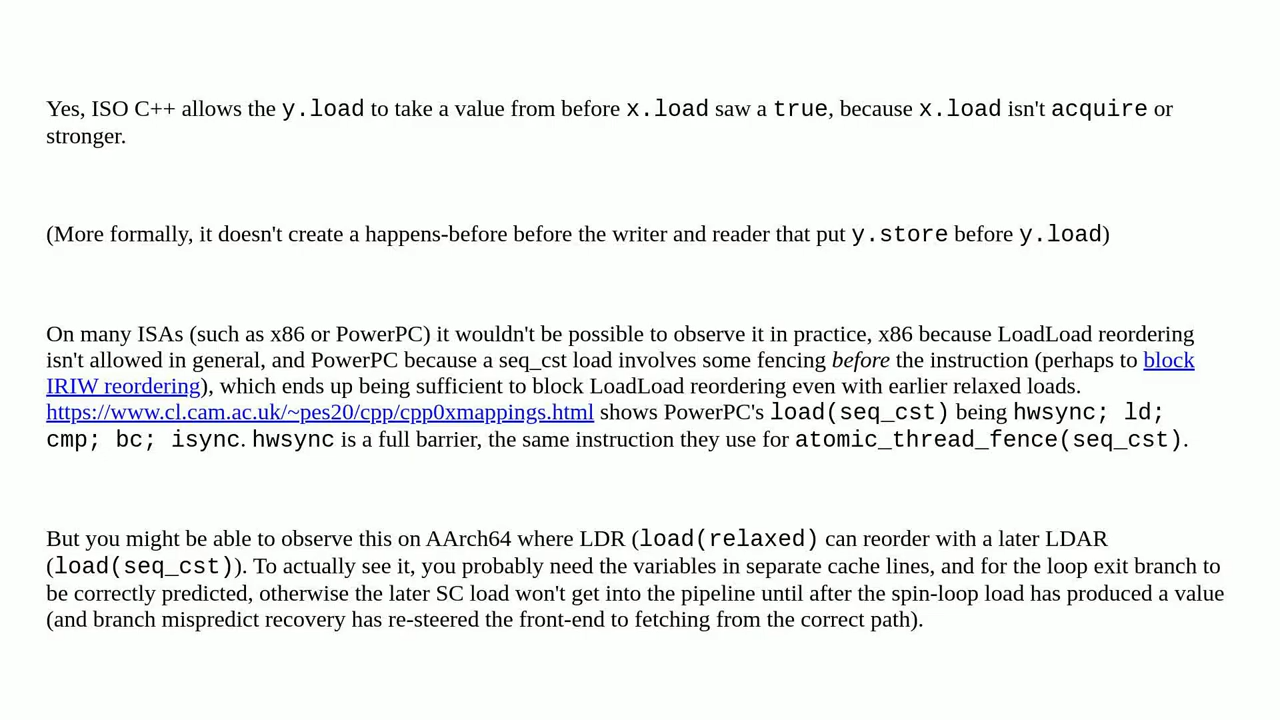 Yes, ISO C++ allows the y.load to take a value from before x.load saw a true, because x.load isn't acquire or
stronger.
(More formally, it doesn't create a happens-before before the writer and reader that put y.store before y.load)
On many ISAs (such as x86 or PowerPC) it wouldn't be possible to observe it in practice, x86 because LoadLoad reordering
isn't allowed in general, and PowerPC because a seq_cst load involves some fencing before the instruction (perhaps to block
IRIW reordering), which ends up being sufficient to block LoadLoad reordering even with earlier relaxed loads.
https://www.cl.cam.ac.uk/~pes20/cpp/cpp0xmappings.html shows PowerPC's load(seq_cst) being hwsync; ld;
cmp; bc; isync. hwsync is a full barrier, the same instruction they use for atomic_thread_fence(seq_cst).
But you might be able to observe this on AArch64 where LDR (load(relaxed) can reorder with a later LDAR
(load(seq_cst)). To actually see it, you probably need the variables in separate cache lines, and for the loop exit branch to
be correctly predicted, otherwise the later SC load won't get into the pipeline until after the spin-loop load has produced a value
(and branch mispredict recovery has re-steered the front-end to fetching from the correct path).